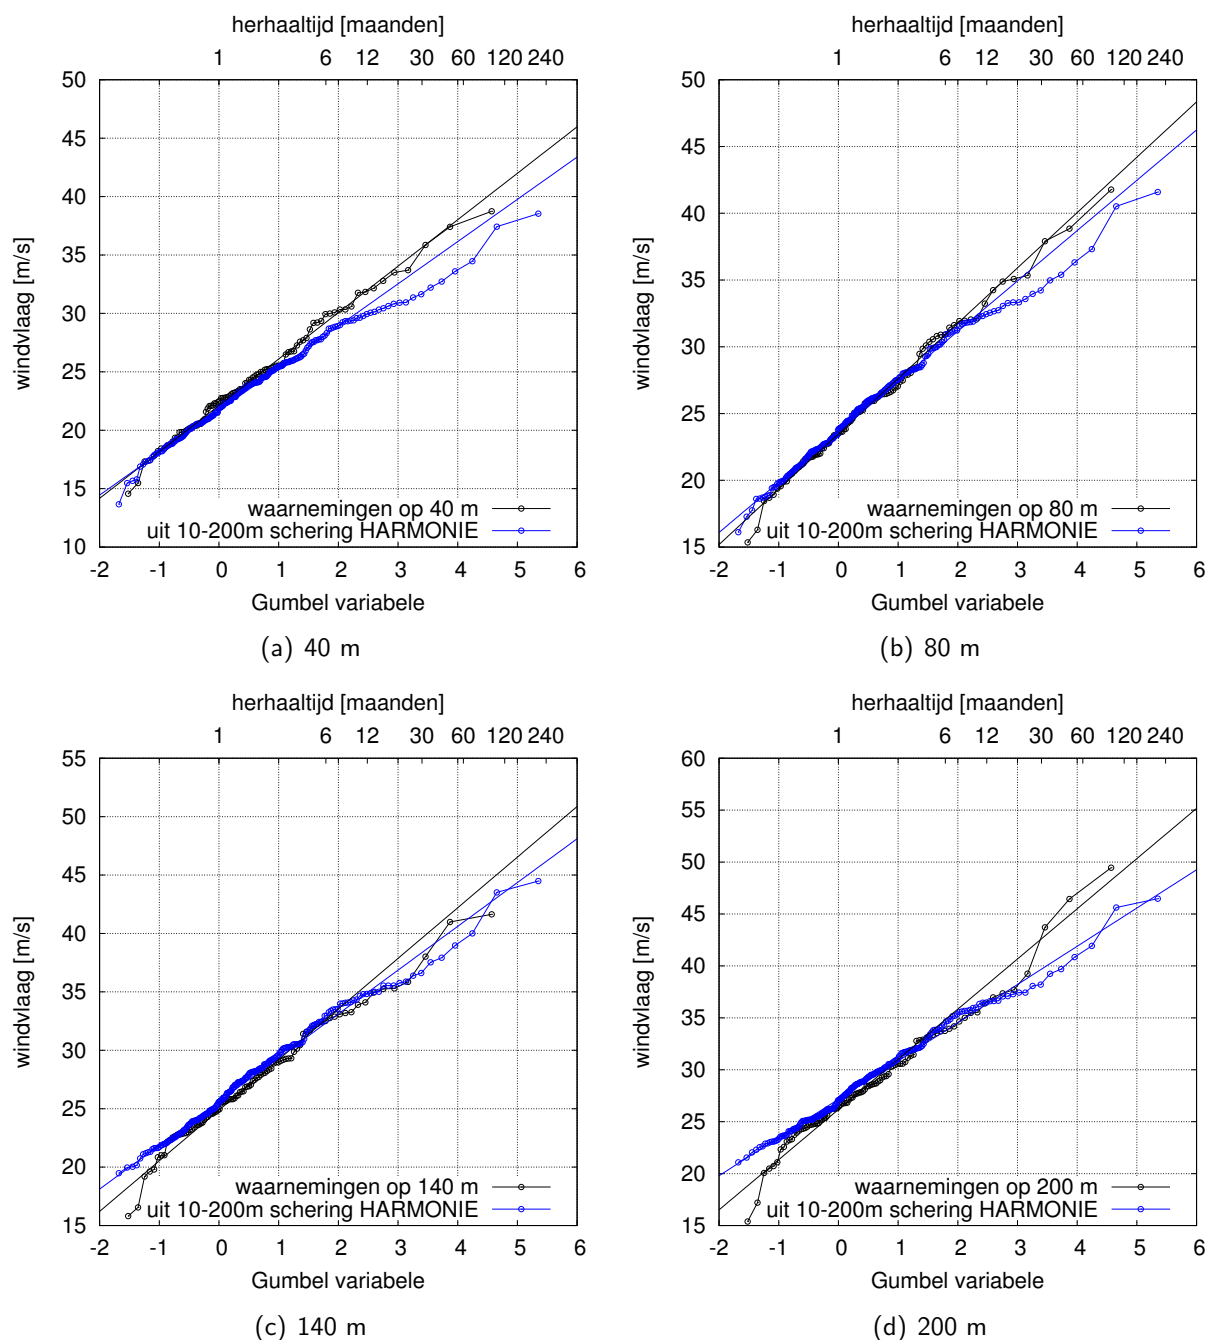 herhaaltijd [maanden]
1 6 12 30 60 120 240
50
45
40
35
30
25
20
15
10
windvlaag [m/s]
waarnemingen op 40 m
uit 10-200m schering HARMONIE
-2 -1 0 1 2 3 4 5 6
Gumbel variabele
(a) 40 m
herhaaltijd [maanden]
1 6 12 30 60 120 240
50
45
40
35
30
25
20
15
windvlaag [m/s]
waarnemingen op 80 m
uit 10-200m schering HARMONIE
-2 -1 0 1 2 3 4 5 6
Gumbel variabele
(b) 80 m
herhaaltijd [maanden]
1 6 12 30 60 120 240
55
50
45
40
35
30
25
20
15
windvlaag [m/s]
waarnemingen op 140 m
uit 10-200m schering HARMONIE
-2 -1 0 1 2 3 4 5 6
Gumbel variabele
(c) 140 m
herhaaltijd [maanden]
1 6 12 30 60 120 240
60
55
50
45
40
35
30
25
20
15
windvlaag [m/s]
waarnemingen op 200 m
uit 10-200m schering HARMONIE
-2 -1 0 1 2 3 4 5 6
Gumbel variabele
(d) 200 m